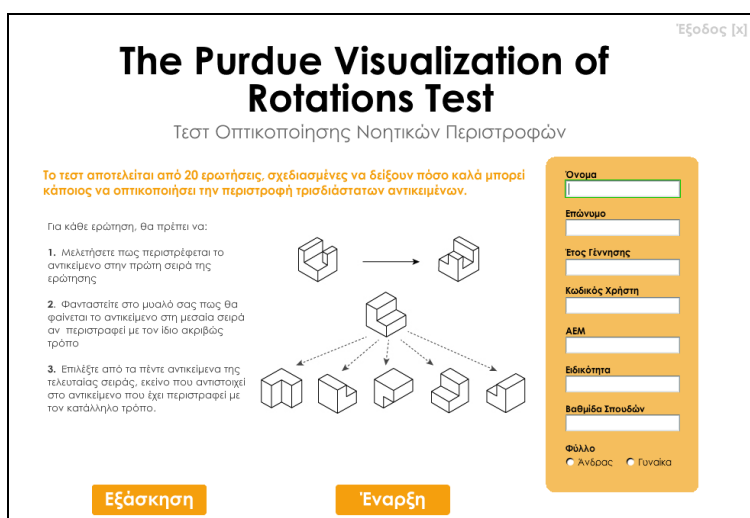 Έξοδος [x]
The Purdue Visualization of
Rotations Test
Τεστ Οπτικοποίησης Νοητικών Περιστροφών
Το τεστ αποτελείται από 20 ερωτήσεις, σχεδιασμένες να δείξουν πόσο καλά μπορεί
κάποιος να οπτικοποιήσει την περιστροφή τρισδιάστατων αντικειμένων.
Για κάθε ερώτηση, θα πρέπει να:
1. Μελετήσετε πως περιστρέφεται το
αντικείμενο στην πρώτη σειρά της
ερώτησης
2. Φανταστείτε στο μυαλό σας πως θα
φαίνεται το αντικείμενο στη μεσαία σειρά
αν περιστραφεί με τον ίδιο ακριβώς
τρόπο
3. Επιλέξτε από τα πέντε αντικείμενα της
τελευταίας σειράς, εκείνο που αντιστοιχεί
στο αντικείμενο που έχει περιστραφεί με
τον κατάλληλο τρόπο.
Όνομα
Επώνυμο
Έτος Γέννησης
Κωδικός Χρήστη
ΑΕΜ
Ειδικότητα
Βαθμίδα Σπουδών
Φύλλο
Άνδρας Γυναίκα
Εξάσκηση
Έναρξη